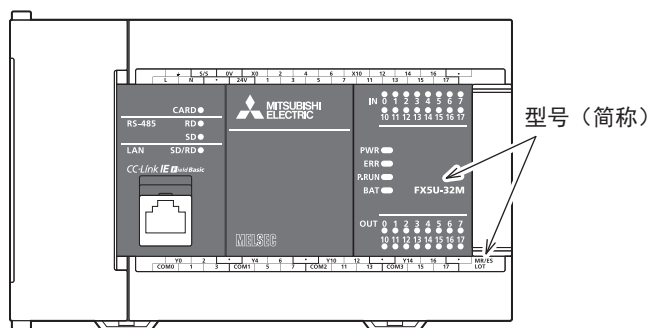 ⏚ S/S 0V X0 2 4 6 X10 12 14 16 •
L N • 24V 1 3 5 7 11 13 15 17
CARD
RS-485 RD
SD
LAN SD/RD
CC-Link IE Field Basic
MITSUBISHI
ELECTRIC
MELSEC
IN 0 1 2 3 4 5 6 7
10 11 12 13 14 15 16 17
PWR
ERR
P.RUN
BAT FX5U-32M
OUT 0 1 2 3 4 5 6 7
10 11 12 13 14 15 16 17
型号（简称）
Y0 2 • Y4 6 • Y10 12 • Y14 16 • MR/ES
COM0 1 3 COM1 5 7 COM2 11 13 COM3 15 17 LOT